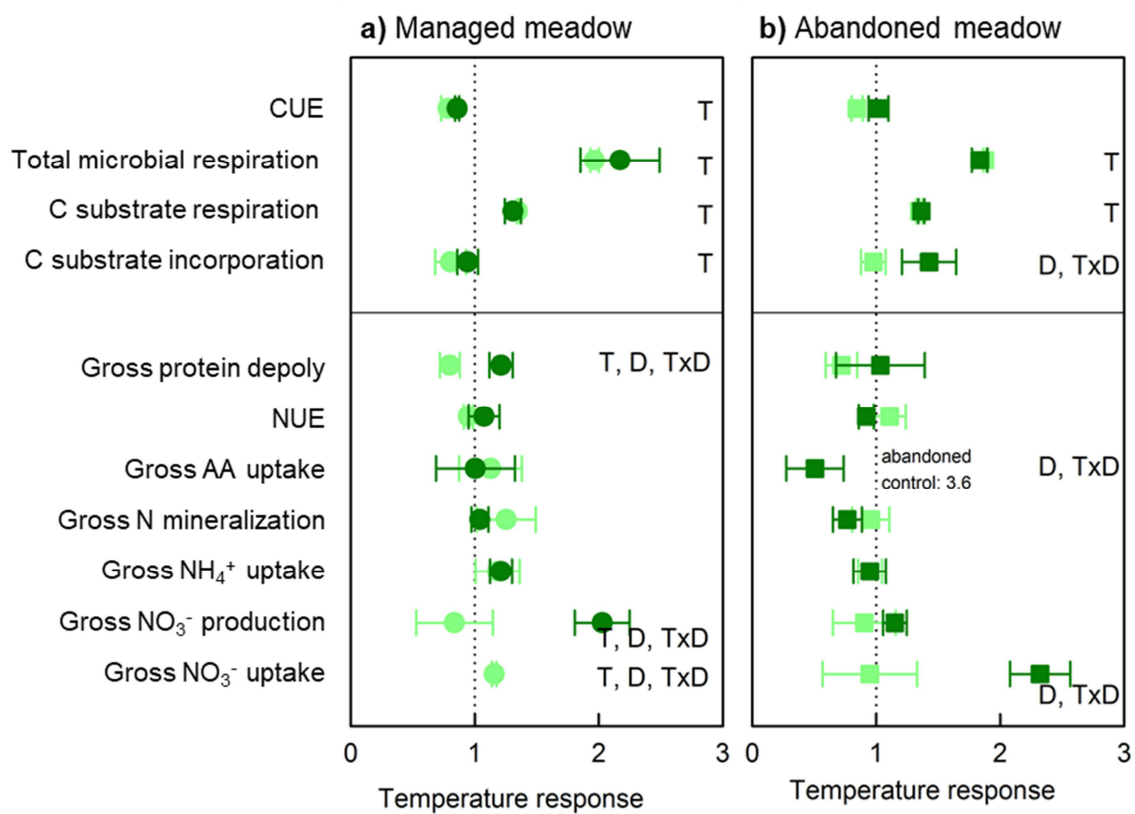 a) Managed meadow b) Abandoned meadow
CUE T
Total microbial respiration T T
C substrate respiration T T
C substrate incorporation T D, TxD
Gross protein depoly T, D, TxD
NUE
Gross AA uptake abandoned D, TxD
control: 3.6
Gross N mineralization
Gross NH₄⁺ uptake
Gross NO₃⁻ production T, D, TxD
Gross NO₃⁻ uptake T, D, TxD D, TxD
0 1 2 3 0 1 2 3
Temperature response Temperature response